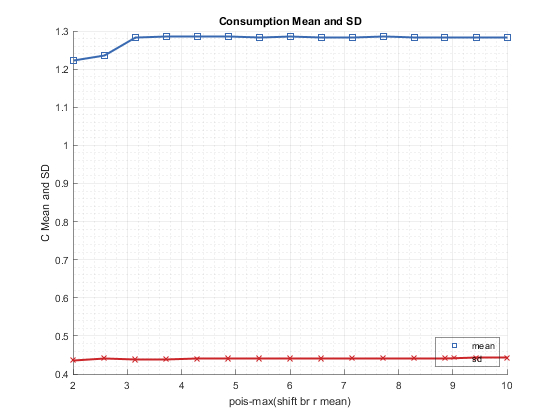 Consumption Mean and SD
1.3
1.2
1.1
1
0.9
0.8
0.7
0.6
0.5
0.4
C Mean and SD
mean
sd
2 3 4 5 6 7 8 9 10
pois-max(shift br r mean)